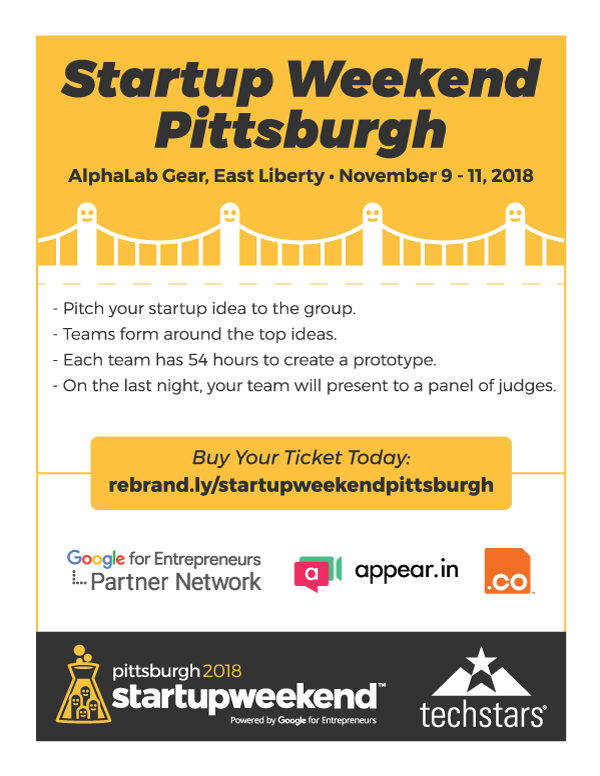 Startup Weekend
Pittsburgh
AlphaLab Gear, East Liberty • November 9 - 11, 2018
- Pitch your startup idea to the group.
- Teams form around the top ideas.
- Each team has 54 hours to create a prototype.
- On the last night, your team will present to a panel of judges.
Buy Your Ticket Today:
rebrand.ly/startupweekendpittsburgh
Google for Entrepreneurs
Partner Network
a appear.in
.co™
pittsburgh 2018
startupweekend™
Powered by Google for Entrepreneurs
techstars®